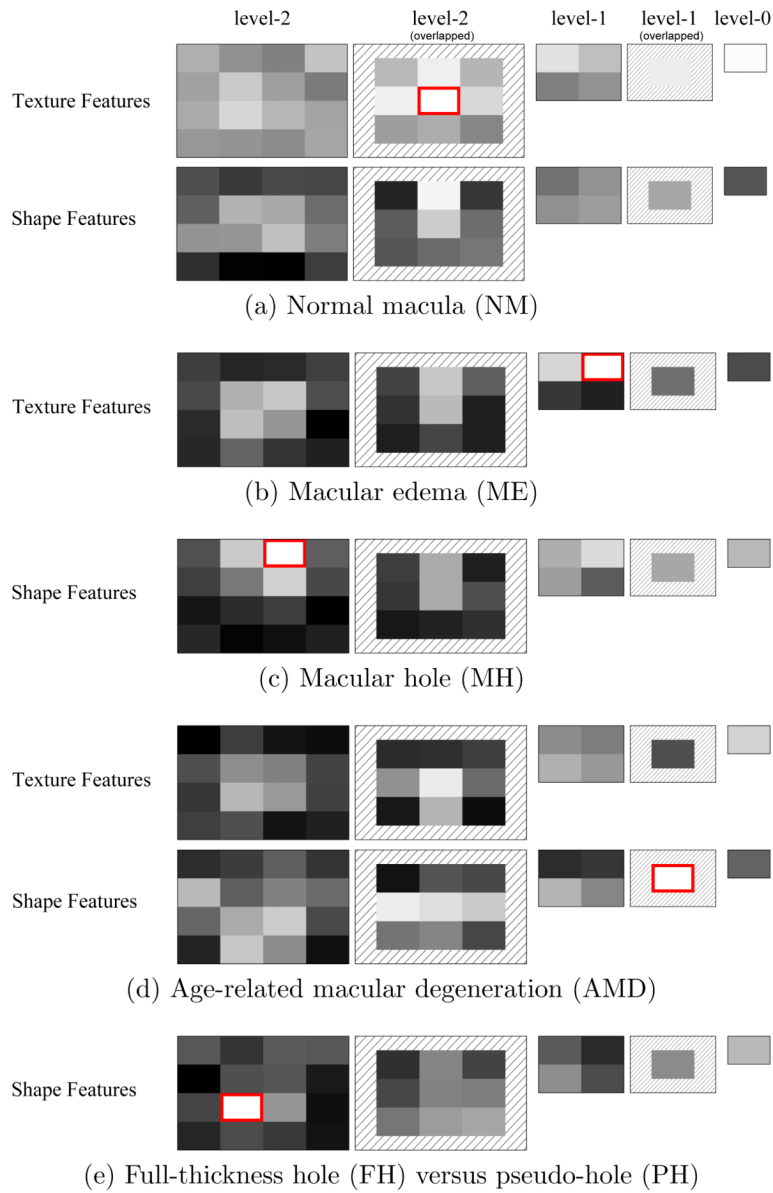 level-2 level-2 level-1 level-1 level-0
(overlapped) (overlapped)
Texture Features
Shape Features
(a) Normal macula (NM)
Texture Features
(b) Macular edema (ME)
Shape Features
(c) Macular hole (MH)
Texture Features
Shape Features
(d) Age-related macular degeneration (AMD)
Shape Features
(e) Full-thickness hole (FH) versus pseudo-hole (PH)